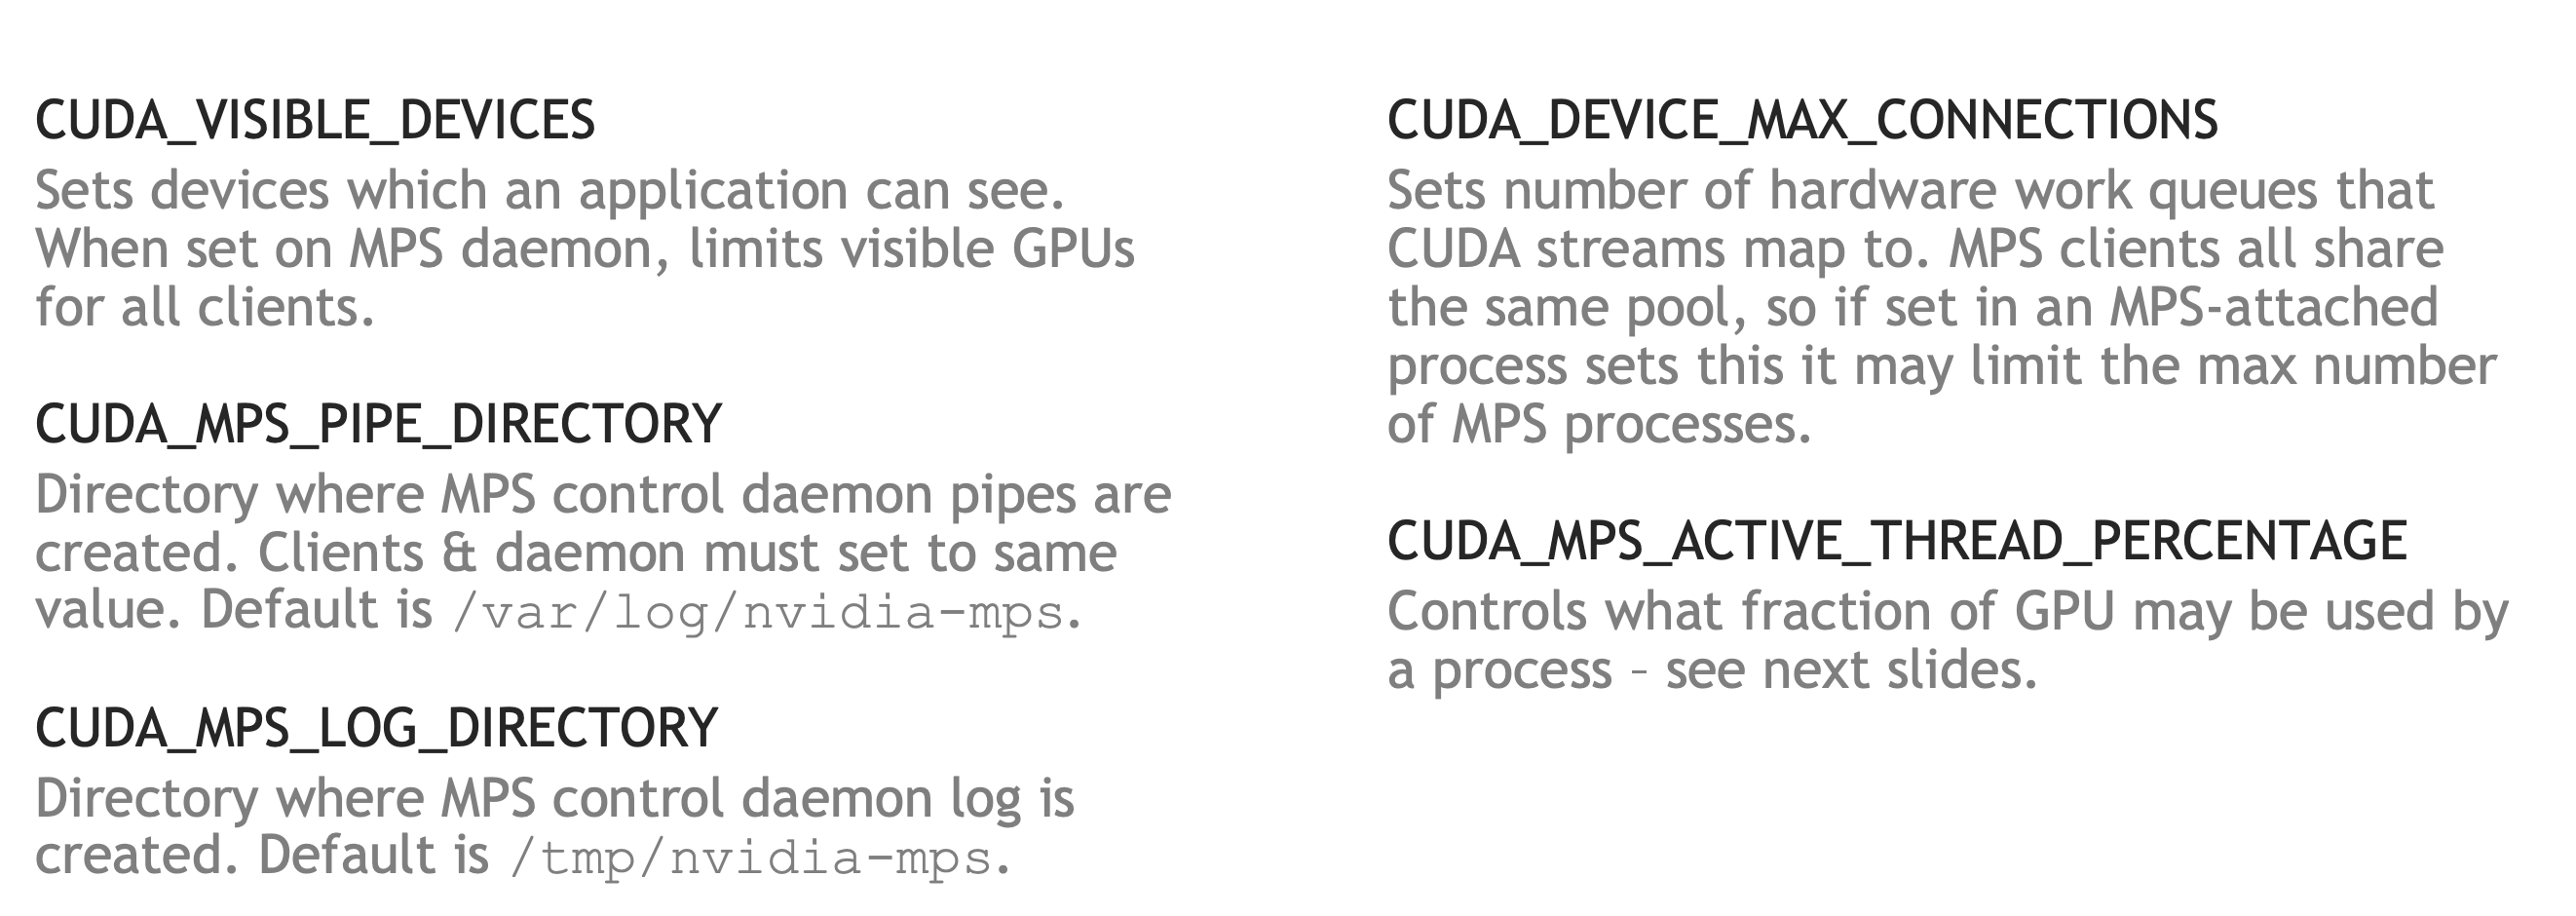 CUDA_VISIBLE_DEVICES
Sets devices which an application can see.
When set on MPS daemon, limits visible GPUs
for all clients.
CUDA_MPS_PIPE_DIRECTORY
Directory where MPS control daemon pipes are
created. Clients & daemon must set to same
value. Default is /var/log/nvidia-mps.
CUDA_MPS_LOG_DIRECTORY
Directory where MPS control daemon log is
created. Default is /tmp/nvidia-mps.
CUDA_DEVICE_MAX_CONNECTIONS
Sets number of hardware work queues that
CUDA streams map to. MPS clients all share
the same pool, so if set in an MPS-attached
process sets this it may limit the max number
of MPS processes.
CUDA_MPS_ACTIVE_THREAD_PERCENTAGE
Controls what fraction of GPU may be used by
a process – see next slides.